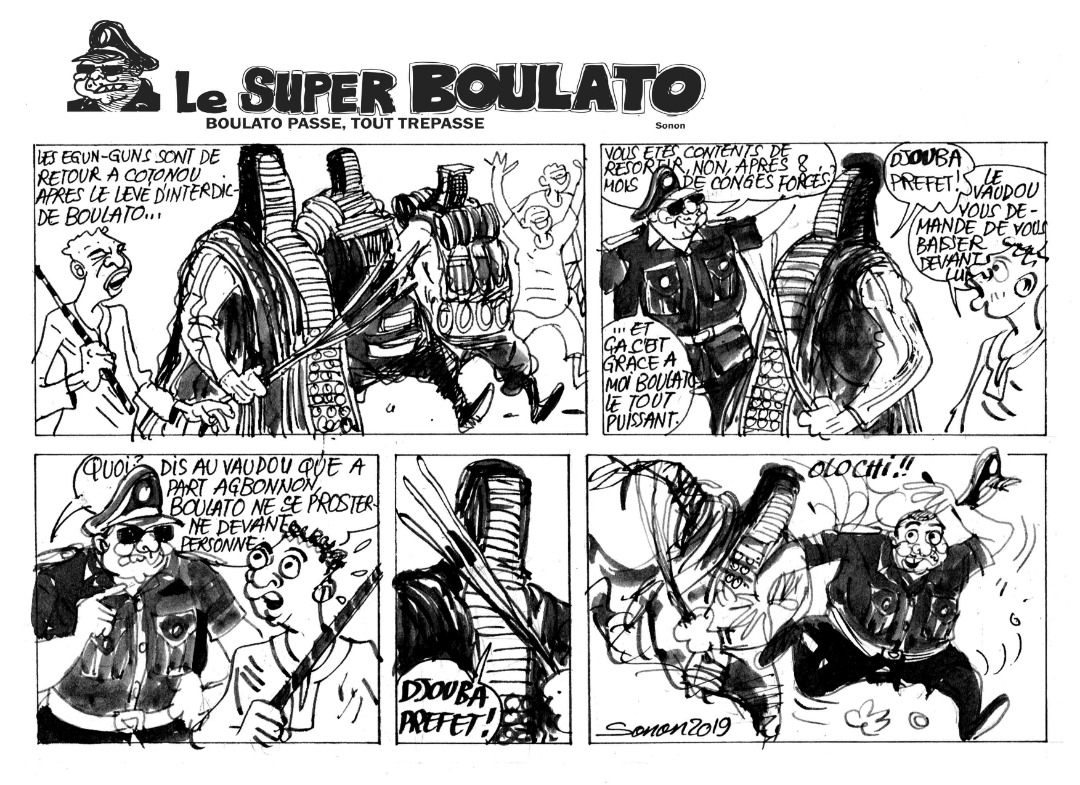 Le SUPER BOULATO
BOULATO PASSE, TOUT TREPASSE
Sonon
LES EGUN-GUNS SONT DE
RETOUR A COTONOU
APRES LE LEVE D'INTERDIC-
DE BOULATO...
VOUS ETES CONTENTS DE
RESORTIR, NON, APRES 8
MOIS DE CONGES FORCES.
... ET
ÇA C'EST
GRACE A
MOI BOULATO
LE TOUT
PUISSANT.
DJOUBA
PREFET!
LE
VAUDOU
VOUS DE-
MANDE DE VOUS
BAISSER
DEVANT
LUI.
QUOI?
DIS AU VAUDOU QUE A
PART AGBONNON,
BOULATO NE SE PROSTER-
NE DEVANT
PERSONNE.
DJOUBA
PREFET!
OLOCHI!!
Sonon 2019